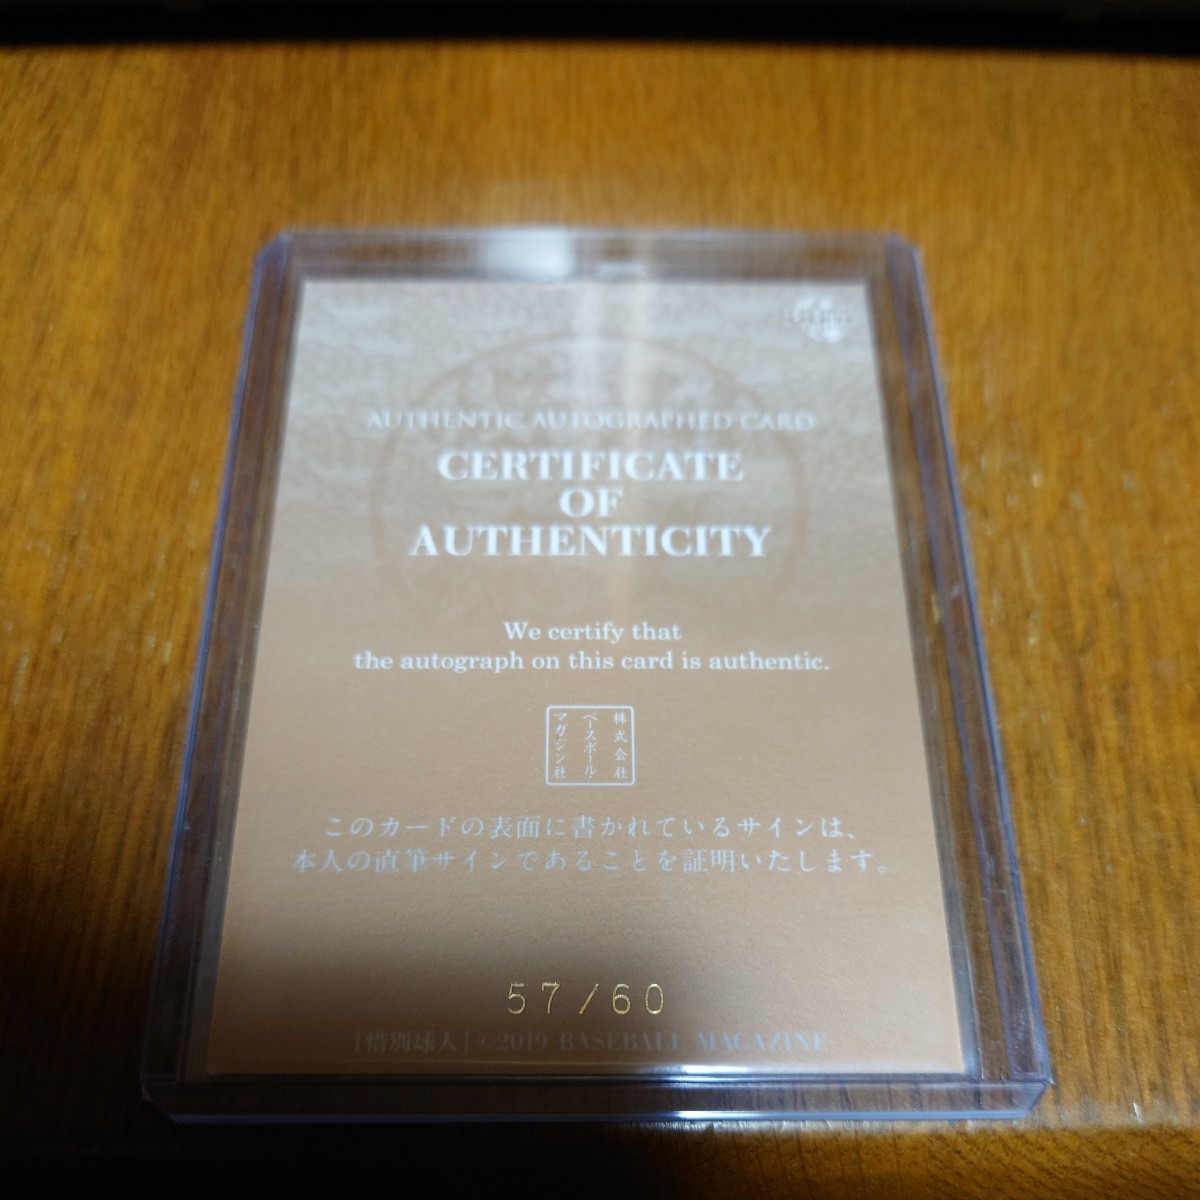 AUTHENTIC AUTOGRAPHED CARD
CERTIFICATE
OF
AUTHENTICITY
We certify that
the autograph on this card is authentic.
株式会社
ベースボール・
マガジン社
このカードの表面に書かれているサインは、
本人の直筆サインであることを証明いたします。
57/60
「惜別球人」©2019 BASEBALL MAGAZINE